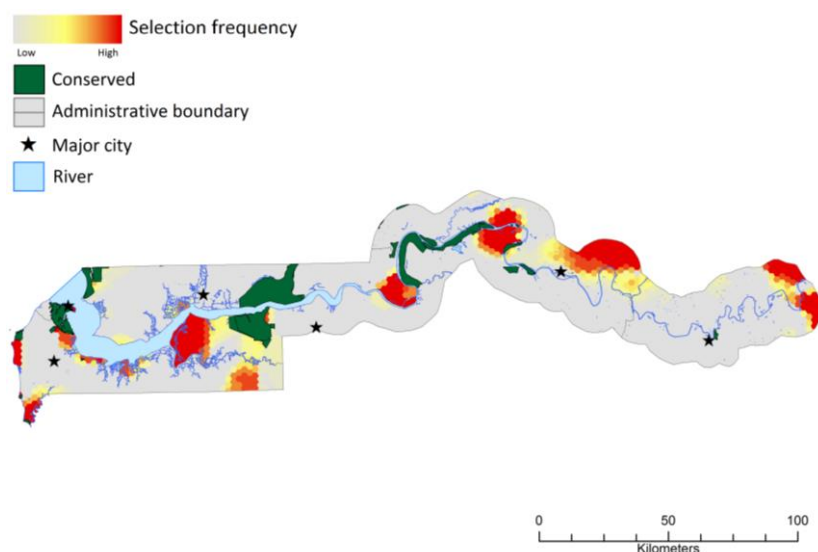 Selection frequency
Low High
Conserved
Administrative boundary
Major city
River
0 50 100
Kilometers